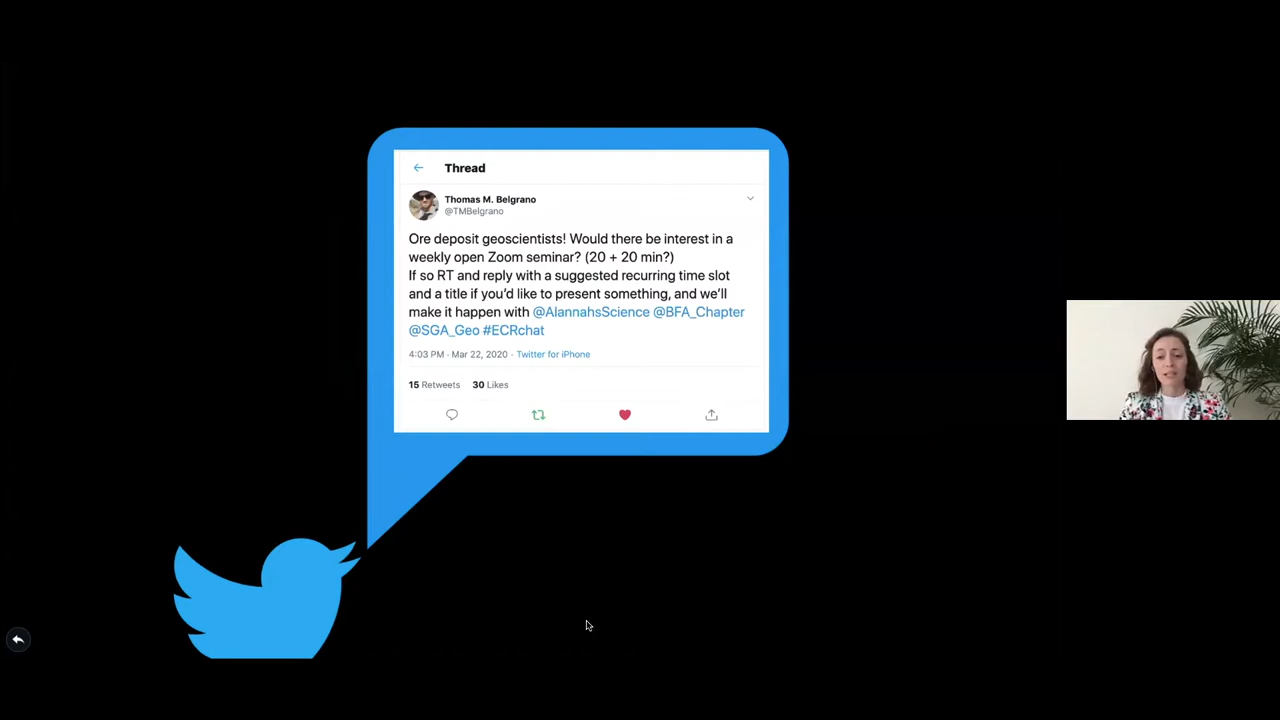 Thread
Thomas M. Belgrano
@TMBelgrano
Ore deposit geoscientists! Would there be interest in a
weekly open Zoom seminar? (20 + 20 min?)
If so RT and reply with a suggested recurring time slot
and a title if you’d like to present something, and we’ll
make it happen with @AlannahsScience @BFA_Chapter
@SGA_Geo #ECRchat
4:03 PM · Mar 22, 2020 · Twitter for iPhone
15 Retweets 30 Likes